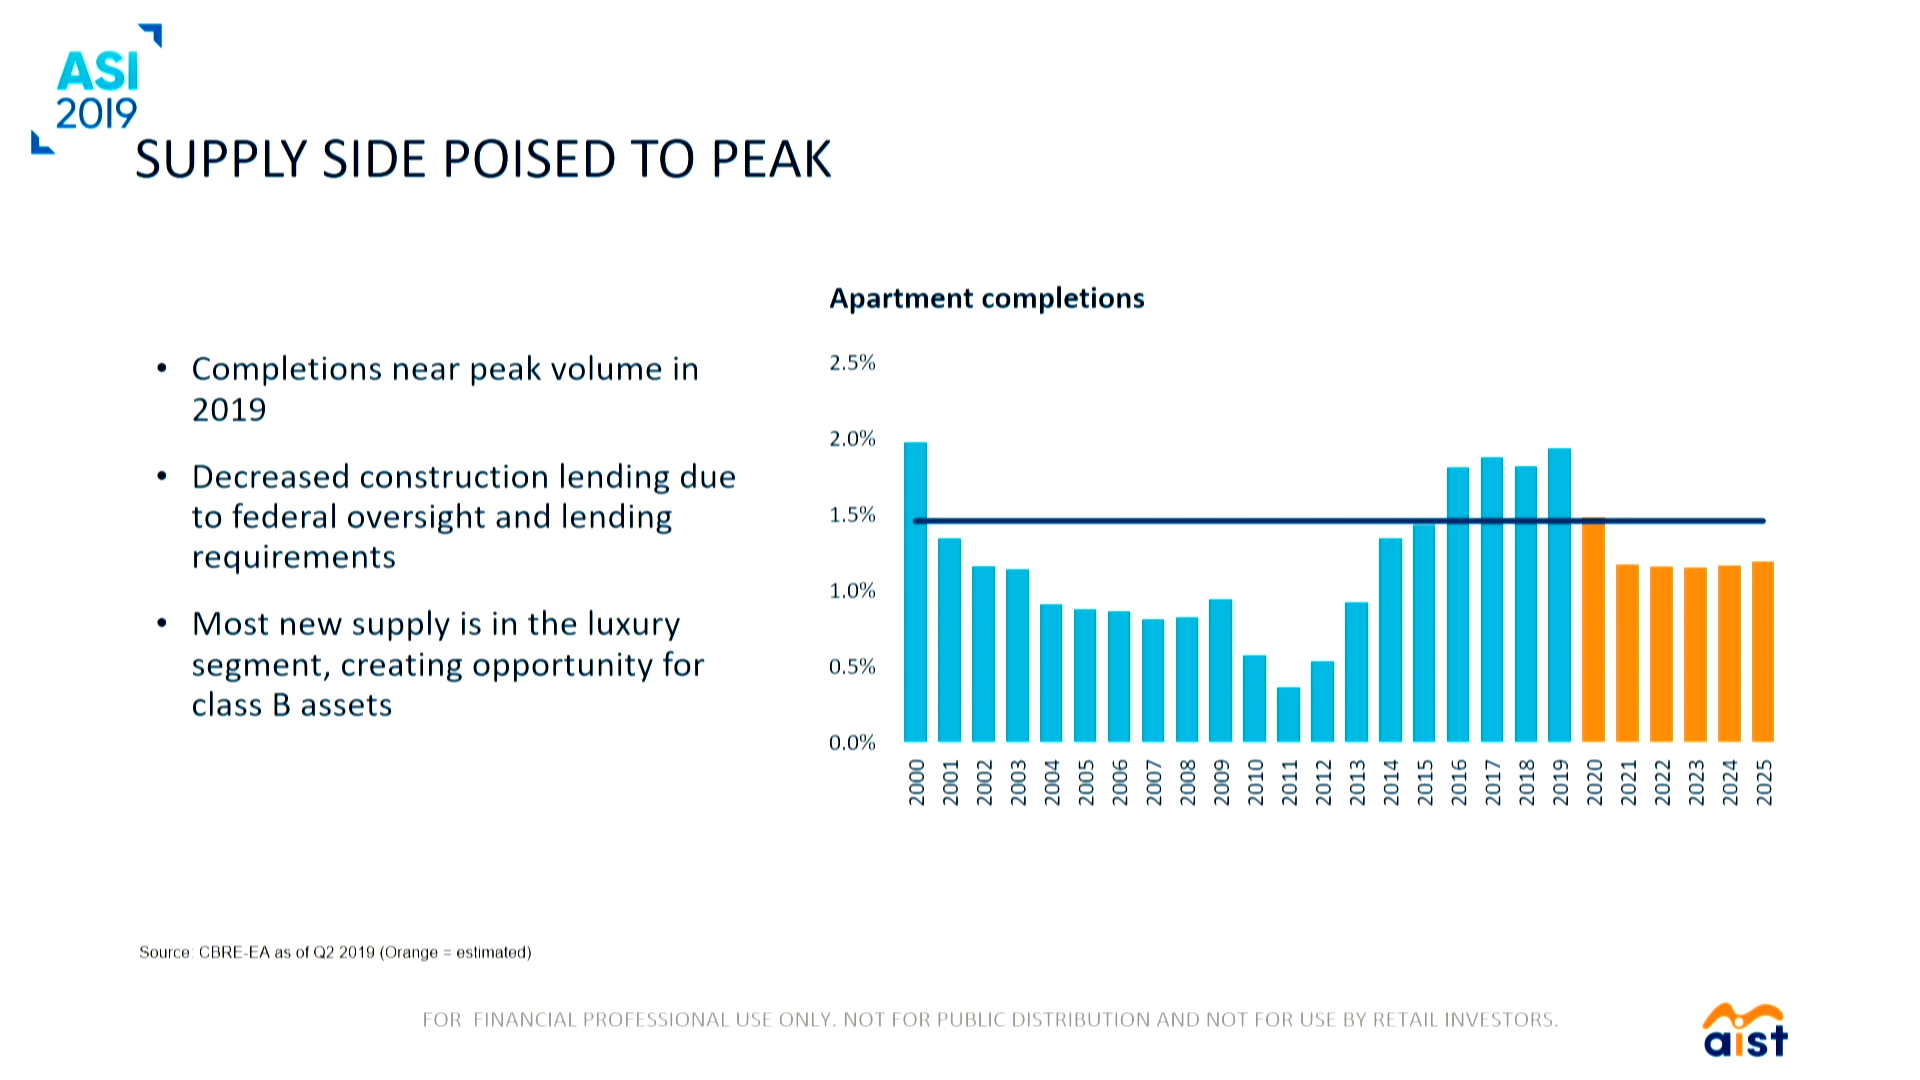 ASI
2019
SUPPLY SIDE POISED TO PEAK
Apartment completions
• Completions near peak volume in
2019
• Decreased construction lending due
to federal oversight and lending
requirements
• Most new supply is in the luxury
segment, creating opportunity for
class B assets
2.5%
2.0%
1.5%
1.0%
0.5%
0.0%
2000 2001 2002 2003 2004 2005 2006 2007 2008 2009 2010 2011 2012 2013 2014 2015 2016 2017 2018 2019 2020 2021 2022 2023 2024 2025
Source: CBRE-EA as of Q2 2019 (Orange = estimated)
FOR FINANCIAL PROFESSIONAL USE ONLY. NOT FOR PUBLIC DISTRIBUTION AND NOT FOR USE BY RETAIL INVESTORS.
aist